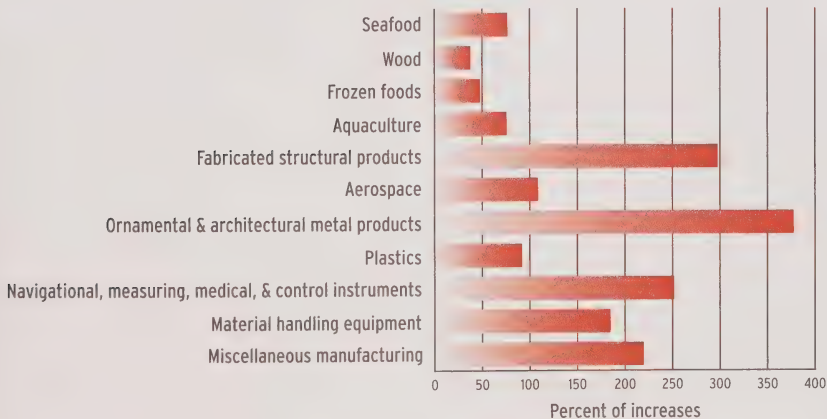 Seafood
Wood
Frozen foods
Aquaculture
Fabricated structural products
Aerospace
Ornamental & architectural metal products
Plastics
Navigational, measuring, medical, & control instruments
Material handling equipment
Miscellaneous manufacturing
0 50 100 150 200 250 300 350 400
Percent of increases